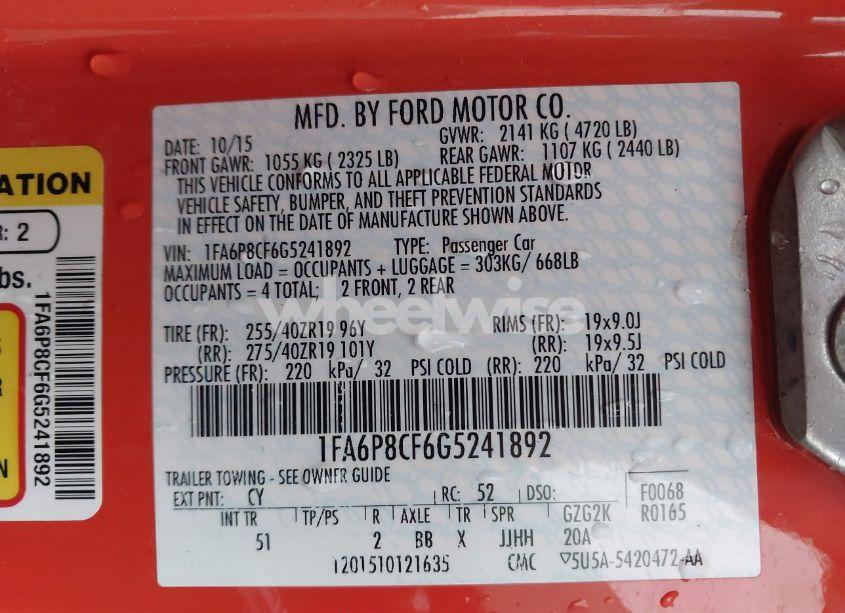 MFD. BY FORD MOTOR CO.
DATE: 10/15 GVWR: 2141 KG ( 4720 LB)
FRONT GAWR: 1055 KG ( 2325 LB) REAR GAWR: 1107 KG ( 2440 LB)
THIS VEHICLE CONFORMS TO ALL APPLICABLE FEDERAL MOTOR
VEHICLE SAFETY, BUMPER, AND THEFT PREVENTION STANDARDS
IN EFFECT ON THE DATE OF MANUFACTURE SHOWN ABOVE.
VIN: 1FA6P8CF6G5241892 TYPE: Passenger Car
MAXIMUM LOAD = OCCUPANTS + LUGGAGE = 303KG/ 668LB
OCCUPANTS = 4 TOTAL; 2 FRONT, 2 REAR
wheelwise
TIRE (FR): 255/40ZR19 96Y RIMS (FR): 19x9.0J
(RR): 275/40ZR19 101Y (RR): 19x9.5J
PRESSURE (FR): 220 kPa/ 32 PSI COLD (RR): 220 kPa/ 32 PSI COLD
1FA6P8CF6G5241892
TRAILER TOWING - SEE OWNER GUIDE
EXT PNT: CY RC: 52 DSO: F0068
INT TR TP/PS R AXLE TR SPR GZG2K R0165
51 2 BB X JJHH 20A
1201510121635 CMC ▽5U5A-5420472-AA
ATION
R: 2
bs.
S
R
N
1FA6P8CF6G5241892